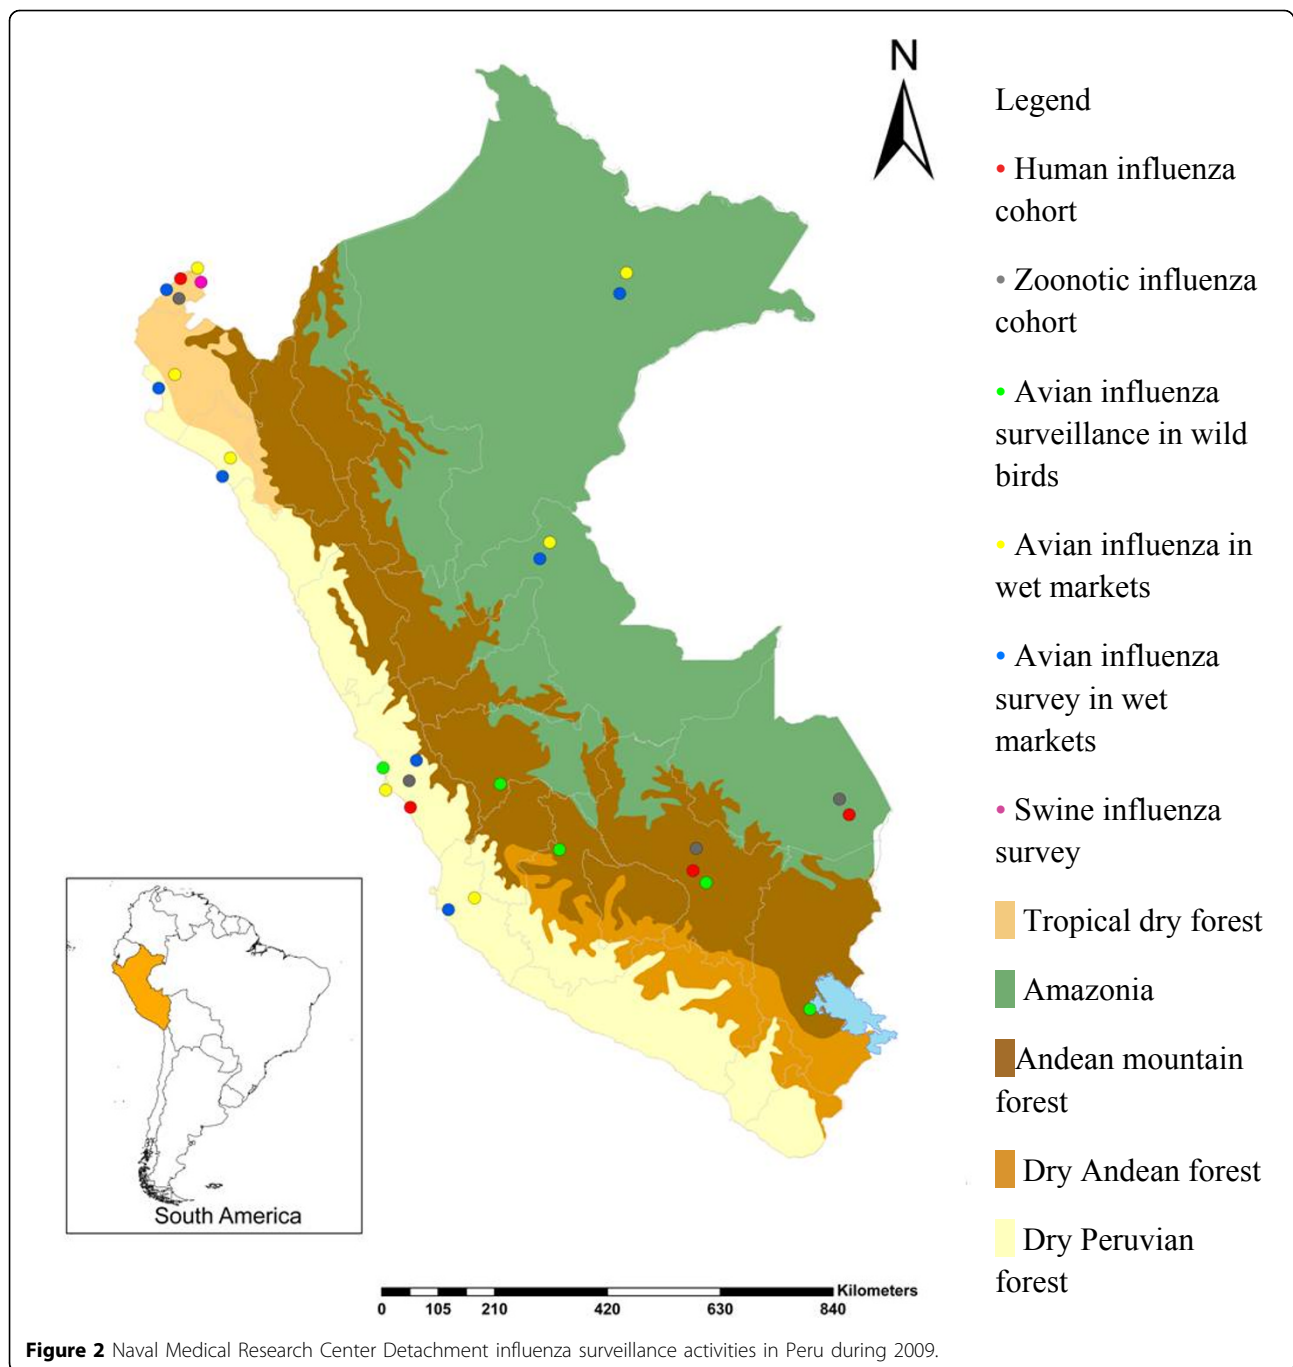 N
Legend
• Human influenza
cohort
• Zoonotic influenza
cohort
• Avian influenza
surveillance in wild
birds
• Avian influenza in
wet markets
• Avian influenza
survey in wet
markets
• Swine influenza
survey
Tropical dry forest
Amazonia
Andean mountain
forest
Dry Andean forest
Dry Peruvian
forest
South America
Kilometers
0 105 210 420 630 840
Figure 2 Naval Medical Research Center Detachment influenza surveillance activities in Peru during 2009.